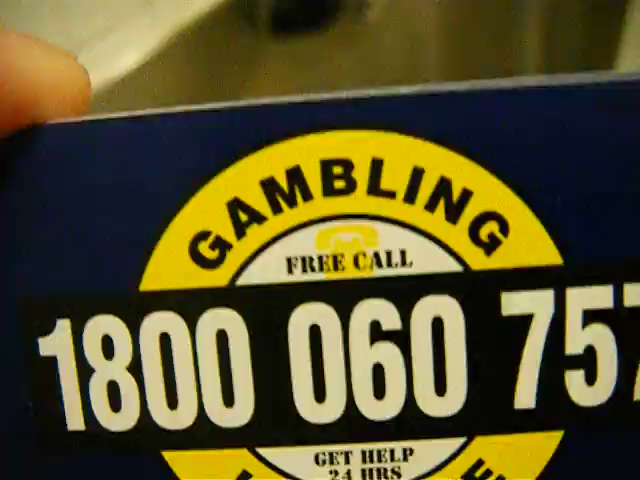 GAMBLING
FREE CALL
1800 060 757
GET HELP
24 HRS